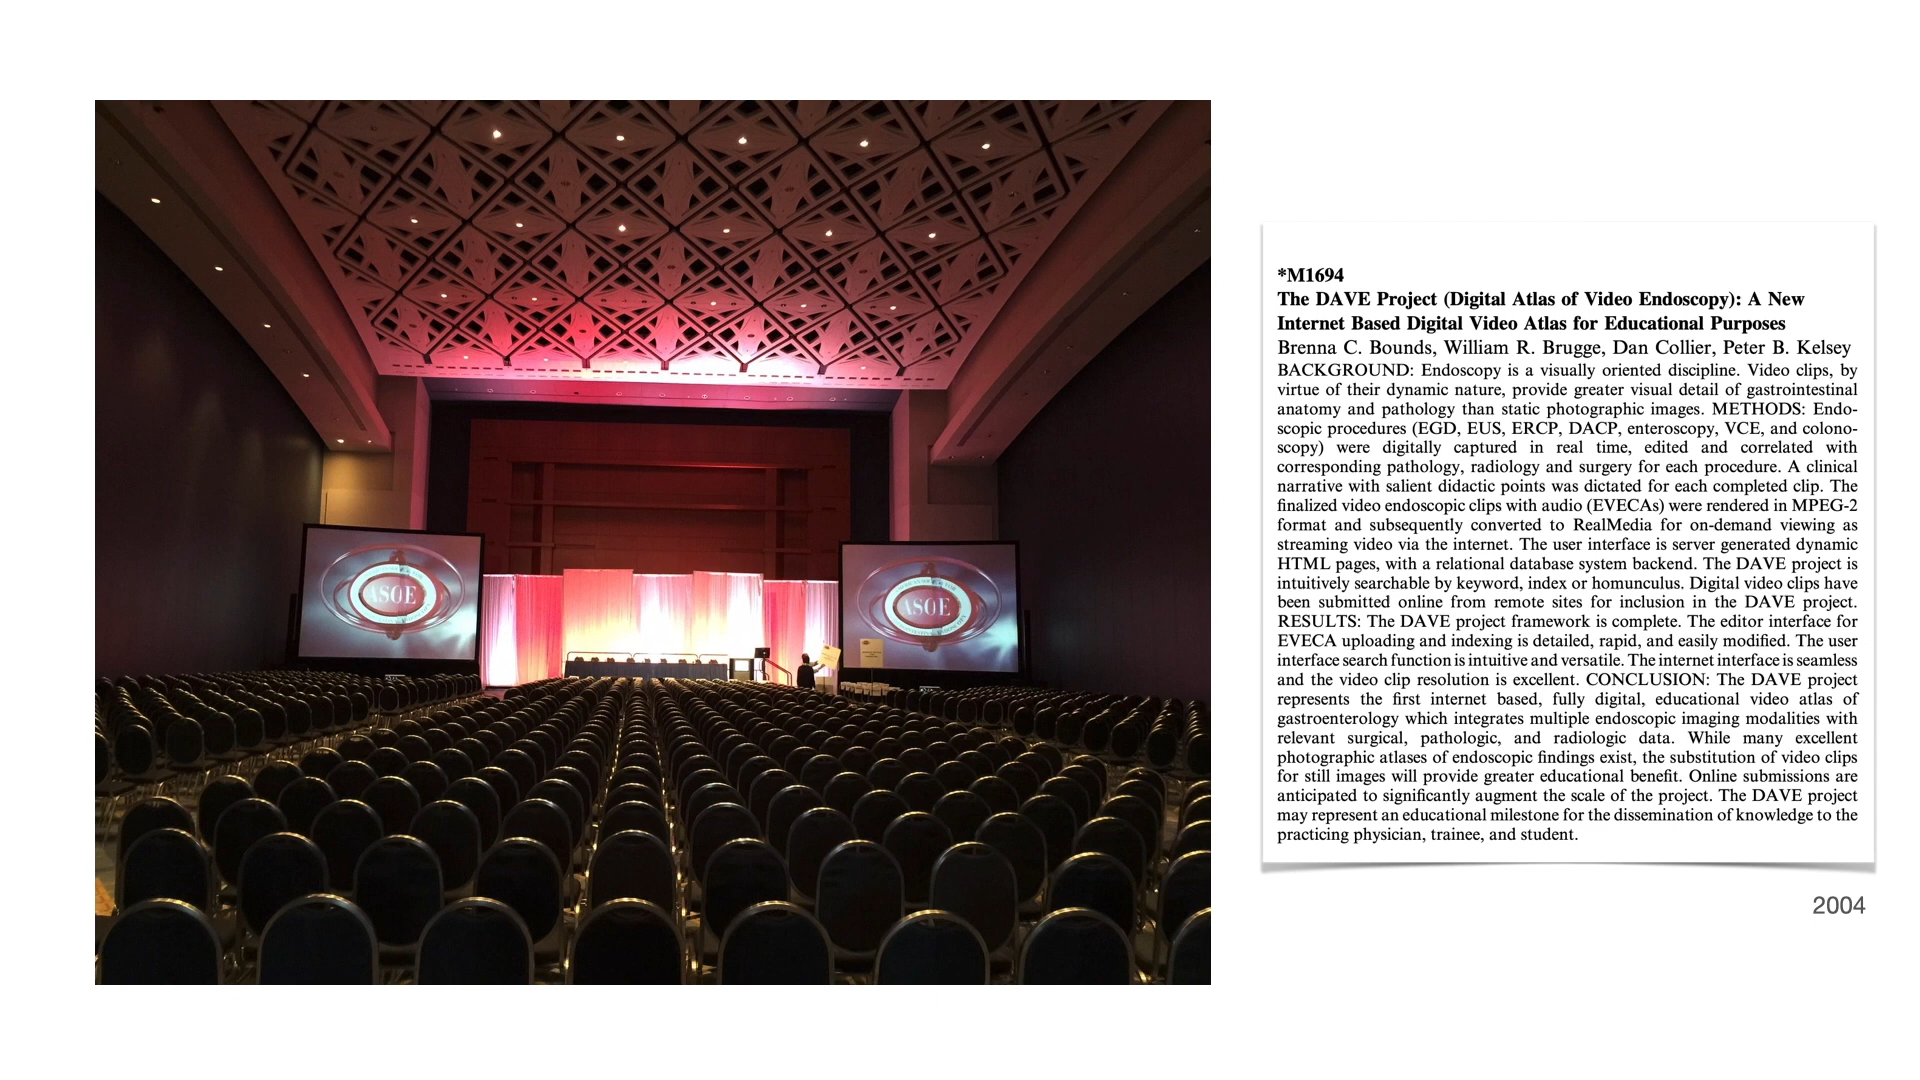 ASGE
ASGE
*M1694
The DAVE Project (Digital Atlas of Video Endoscopy): A New
Internet Based Digital Video Atlas for Educational Purposes
Brenna C. Bounds, William R. Brugge, Dan Collier, Peter B. Kelsey
BACKGROUND: Endoscopy is a visually oriented discipline. Video clips, by
virtue of their dynamic nature, provide greater visual detail of gastrointestinal
anatomy and pathology than static photographic images. METHODS: Endo-
scopic procedures (EGD, EUS, ERCP, DACP, enteroscopy, VCE, and colono-
scopy) were digitally captured in real time, edited and correlated with
corresponding pathology, radiology and surgery for each procedure. A clinical
narrative with salient didactic points was dictated for each completed clip. The
finalized video endoscopic clips with audio (EVECAs) were rendered in MPEG-2
format and subsequently converted to RealMedia for on-demand viewing as
streaming video via the internet. The user interface is server generated dynamic
HTML pages, with a relational database system backend. The DAVE project is
intuitively searchable by keyword, index or homunculus. Digital video clips have
been submitted online from remote sites for inclusion in the DAVE project.
RESULTS: The DAVE project framework is complete. The editor interface for
EVECA uploading and indexing is detailed, rapid, and easily modified. The user
interface search function is intuitive and versatile. The internet interface is seamless
and the video clip resolution is excellent. CONCLUSION: The DAVE project
represents the first internet based, fully digital, educational video atlas of
gastroenterology which integrates multiple endoscopic imaging modalities with
relevant surgical, pathologic, and radiologic data. While many excellent
photographic atlases of endoscopic findings exist, the substitution of video clips
for still images will provide greater educational benefit. Online submissions are
anticipated to significantly augment the scale of the project. The DAVE project
may represent an educational milestone for the dissemination of knowledge to the
practicing physician, trainee, and student.
2004